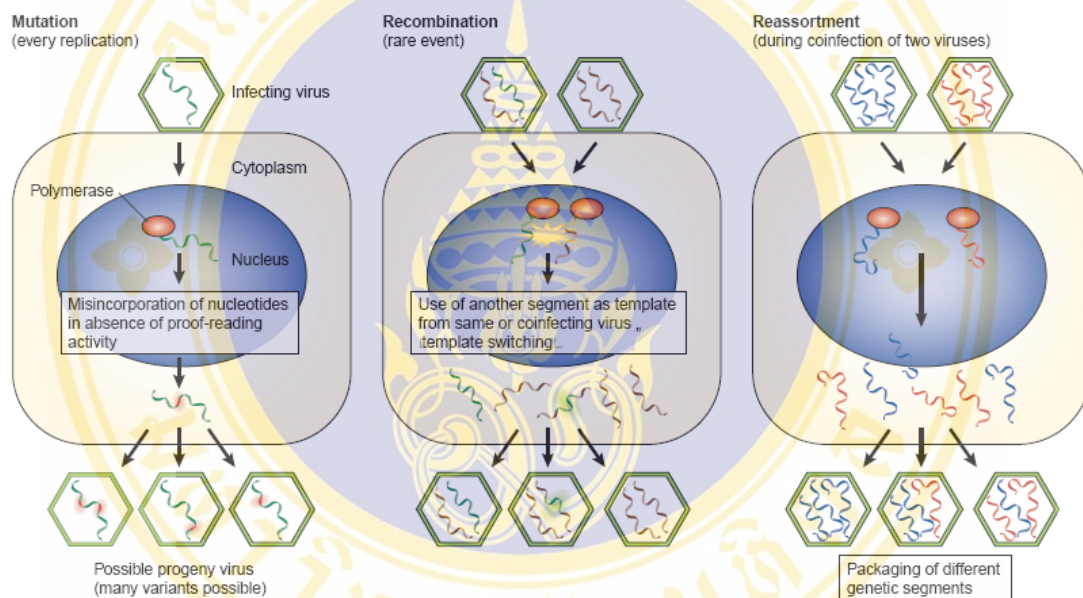 Mutation
(every replication)
Infecting virus
Cytoplasm
Polymerase
Nucleus
Misincorporation of nucleotides
in absence of proof-reading
activity
Possible progeny virus
(many variants possible)
Recombination
(rare event)
Use of another segment as template
from same or coinfecting virus „
template switching…
Reassortment
(during coinfection of two viruses)
Packaging of different
genetic segments